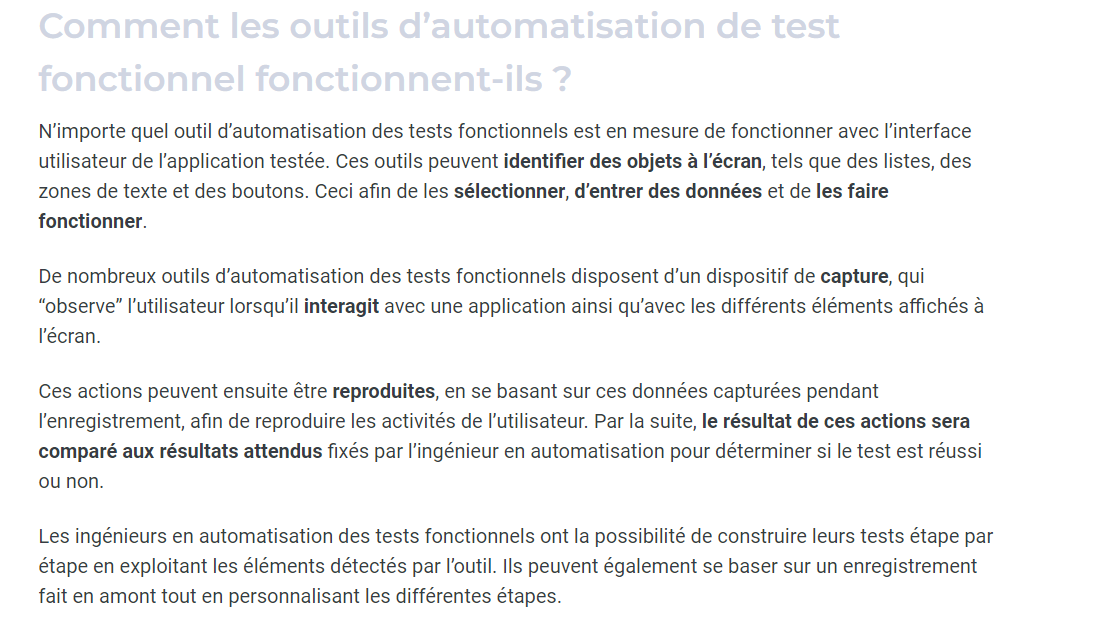 Comment les outils d’automatisation de test
fonctionnel fonctionnent-ils ?
N’importe quel outil d’automatisation des tests fonctionnels est en mesure de fonctionner avec l’interface
utilisateur de l’application testée. Ces outils peuvent identifier des objets à l’écran, tels que des listes, des
zones de texte et des boutons. Ceci afin de les sélectionner, d’entrer des données et de les faire
fonctionner.
De nombreux outils d’automatisation des tests fonctionnels disposent d’un dispositif de capture, qui
“observe” l’utilisateur lorsqu’il interagit avec une application ainsi qu’avec les différents éléments affichés à
l’écran.
Ces actions peuvent ensuite être reproduites, en se basant sur ces données capturées pendant
l’enregistrement, afin de reproduire les activités de l’utilisateur. Par la suite, le résultat de ces actions sera
comparé aux résultats attendus fixés par l’ingénieur en automatisation pour déterminer si le test est réussi
ou non.
Les ingénieurs en automatisation des tests fonctionnels ont la possibilité de construire leurs tests étape par
étape en exploitant les éléments détectés par l’outil. Ils peuvent également se baser sur un enregistrement
fait en amont tout en personnalisant les différentes étapes.